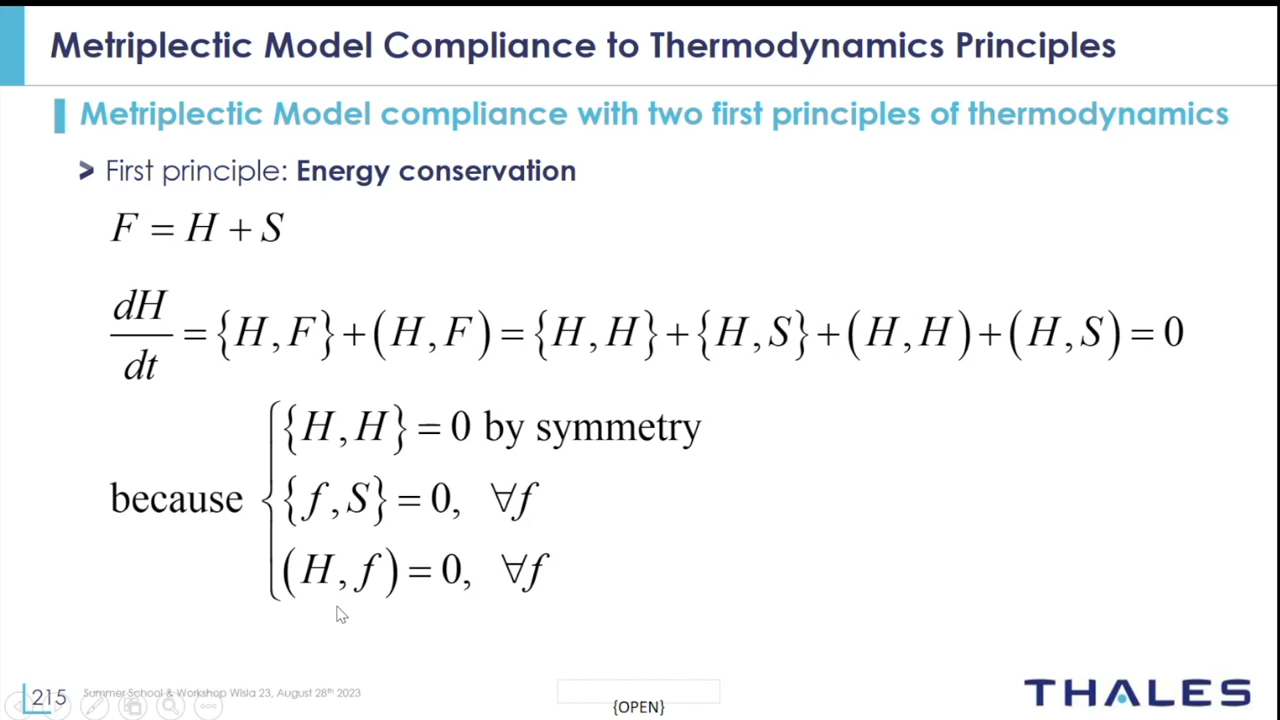 Metriplectic Model Compliance to Thermodynamics Principles
Metriplectic Model compliance with two first principles of thermodynamics
> First principle: Energy conservation
F = H + S
dH/dt = {H,F} + (H,F) = {H,H} + {H,S} + (H,H) + (H,S) = 0
because
{H,H} = 0 by symmetry
{f,S} = 0, ∀f
(H,f) = 0, ∀f
215
Summer School & Workshop Wisla 23, August 28th 2023
{OPEN}
THALES